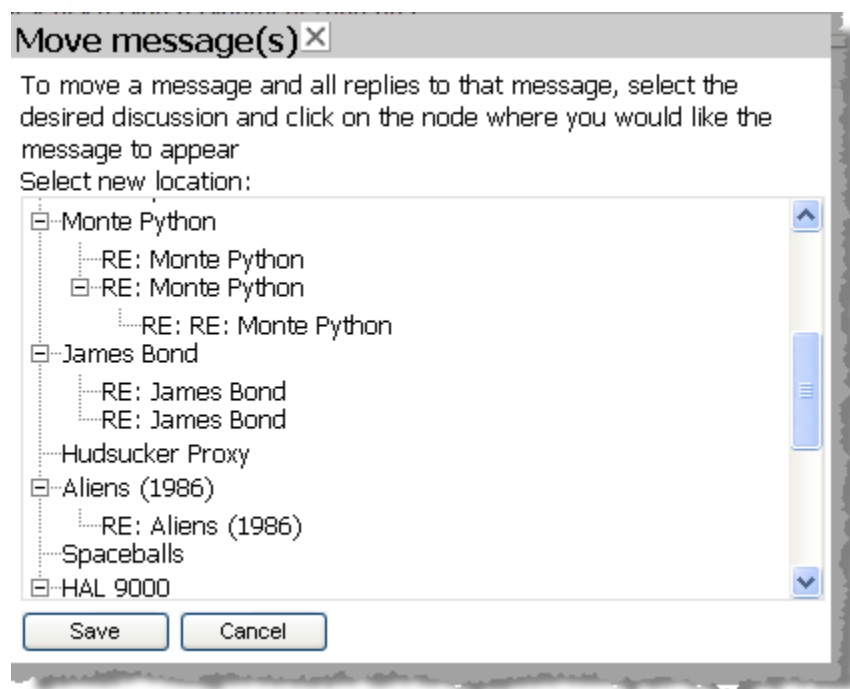 Move message(s)
To move a message and all replies to that message, select the
desired discussion and click on the node where you would like the
message to appear
Select new location:
Monte Python
RE: Monte Python
RE: Monte Python
RE: RE: Monte Python
James Bond
RE: James Bond
RE: James Bond
Hudsucker Proxy
Aliens (1986)
RE: Aliens (1986)
Spaceballs
HAL 9000
Save Cancel